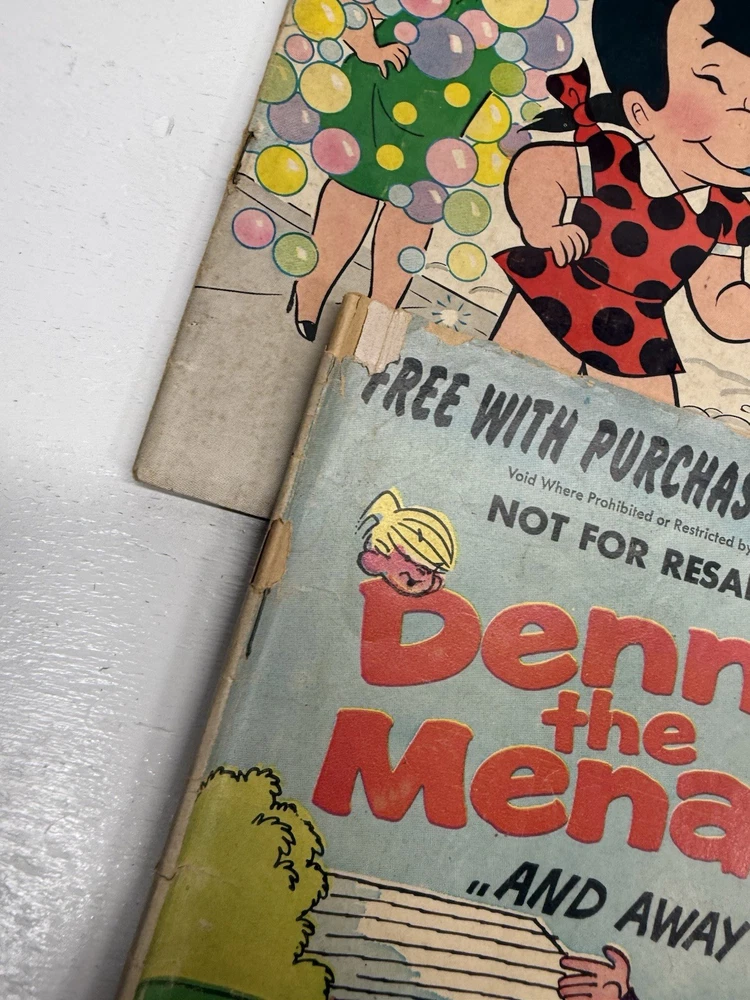 FREE WITH PURCHAS
Void Where Prohibited or Restricted by
NOT FOR RESA
Denn
the
Mena
..AND AWAY